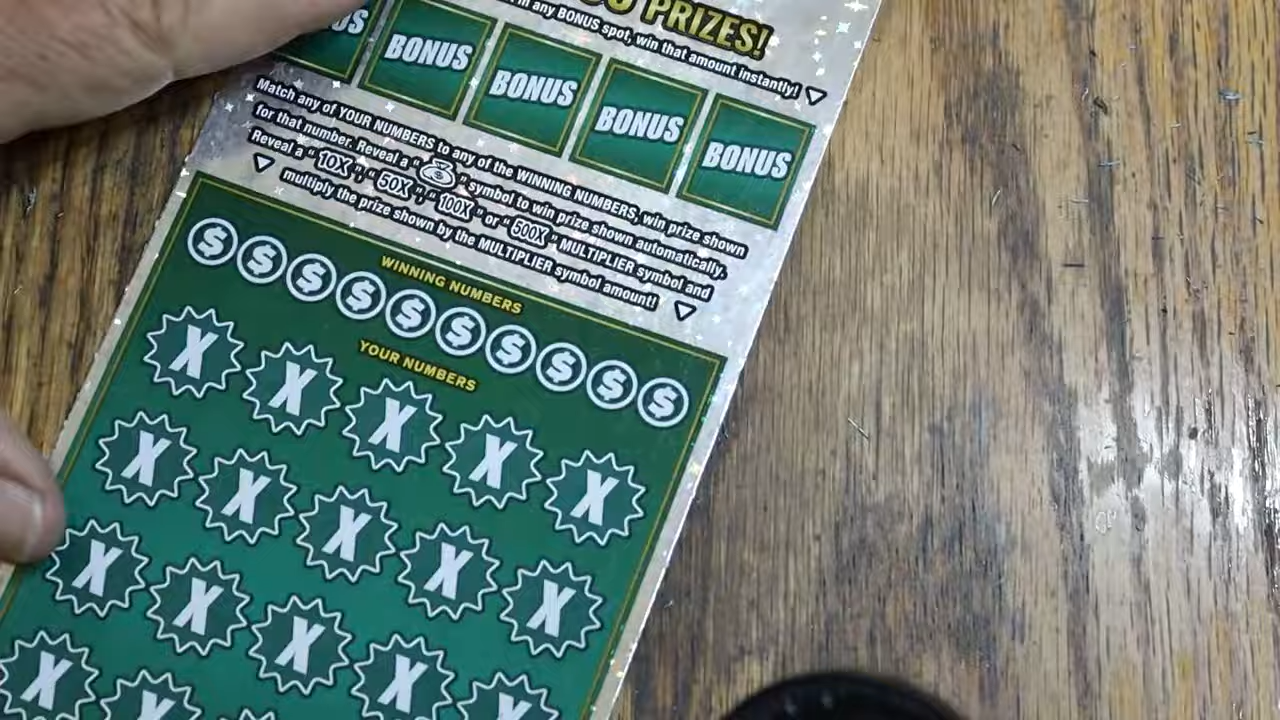 PRIZES!
in any BONUS spot, win that amount instantly!
BONUS BONUS BONUS BONUS
Match any of YOUR NUMBERS to any of the WINNING NUMBERS, win prize shown
for that number. Reveal a " $ " symbol to win prize shown automatically.
Reveal a " 10X ", " 50X ", " 100X " or " 500X " MULTIPLIER symbol and
multiply the prize shown by the MULTIPLIER symbol amount!
WINNING NUMBERS
$ $ $ $ $ $ $ $ $ $
YOUR NUMBERS
X X X X X
X X X X X
X X X X X
X X X X X